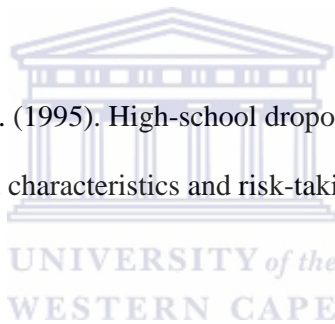 . (1995). High-school dropo
characteristics and risk-taki
UNIVERSITY of the
WESTERN CAPE